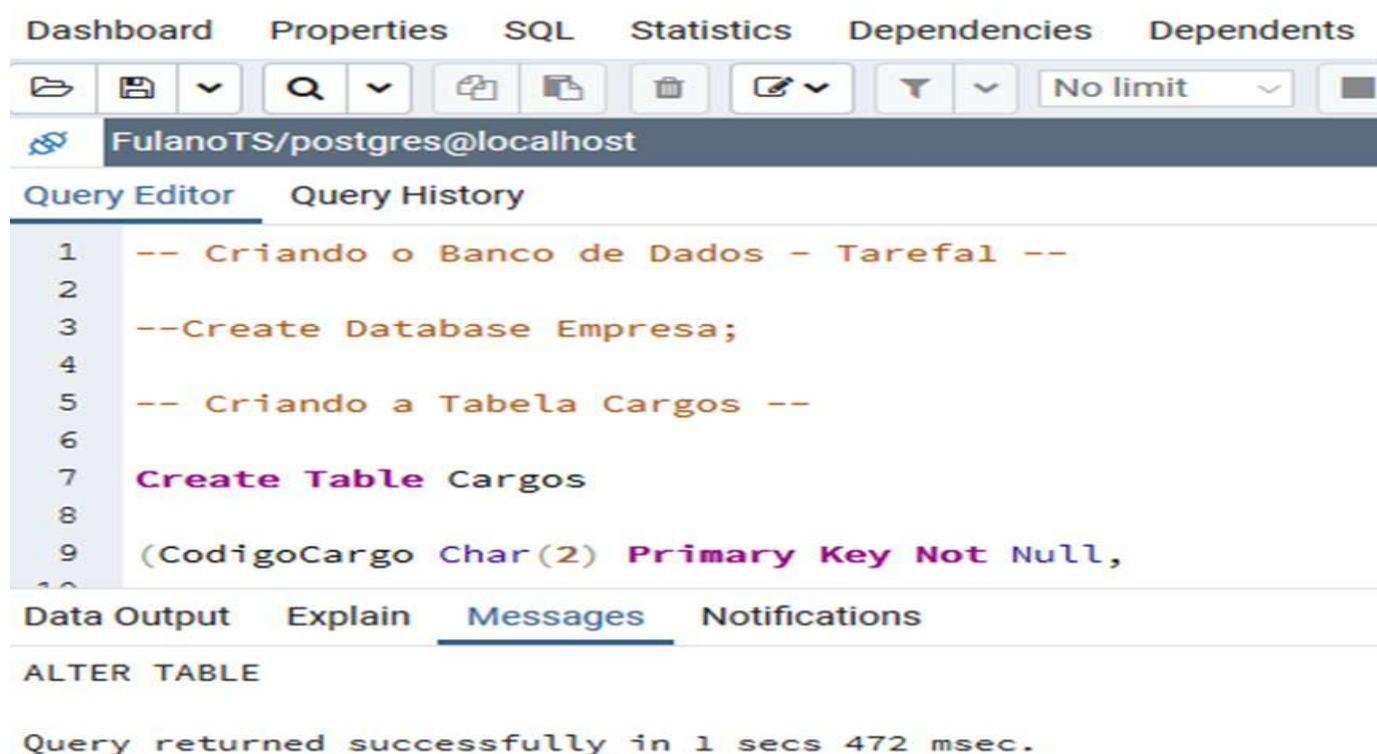 Dashboard Properties SQL Statistics Dependencies Dependents
No limit
FulanoTS/postgres@localhost
Query Editor Query History
1 -- Criando o Banco de Dados - Tarefa1 --
2
3 --Create Database Empresa;
4
5 -- Criando a Tabela Cargos --
6
7 Create Table Cargos
8
9 (CodigoCargo Char(2) Primary Key Not Null,
10
Data Output Explain Messages Notifications
ALTER TABLE
Query returned successfully in 1 secs 472 msec.